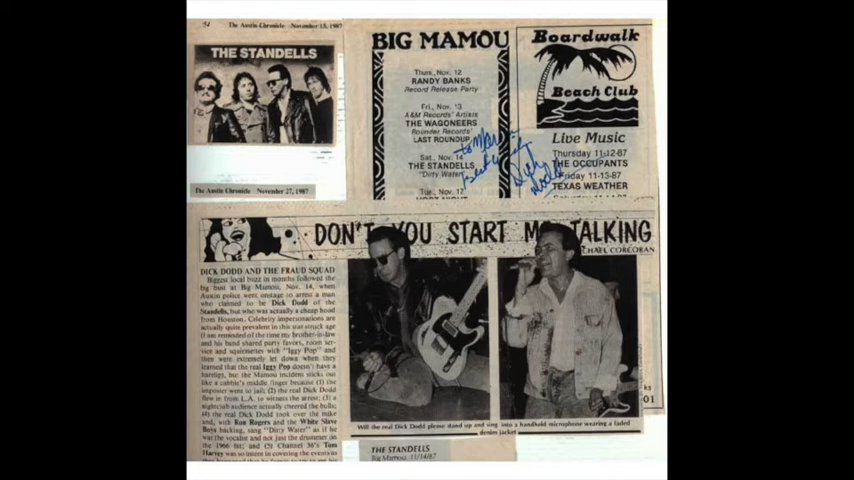 54 The Austin Chronicle • November 13, 1987
THE STANDELLS
The Austin Chronicle • November 27, 1987
BIG MAMOU
Thurs., Nov. 12
RANDY BANKS
Record Release Party
Fri., Nov. 13
A&M Records' Artists
THE WAGONEERS
Rounder Records'
LAST ROUNDUP
Sat., Nov. 14
THE STANDELLS
"Dirty Water"
Tue., Nov. 17
Boardwalk
Beach Club
Live Music
Thursday 11-12-87
THE OCCUPANTS
Friday 11-13-87
TEXAS WEATHER
DON'T YOU START ME TALKING
CHAEL CORCORAN
DICK DODD AND THE FRAUD SQUAD
Biggest local buzz in months followed the
big bust at Big Mamou, Nov. 14, when
Austin police went onstage to arrest a man
who claimed to be Dick Dodd of the
Standells, but who was actually a cheap hood
from Houston. Celebrity impersonations are
actually quite prevalent in this star struck age
(I am reminded of the time my brother-in-law
and his band shared party favors, room ser-
vice and squirmettes with "Iggy Pop" and
then were extremely let down when they
learned that the real Iggy Pop doesn't have a
hartigu, but the Mamou incident sticks out
like a cabbie's middle finger because (1) the
imposter went to jail; (2) the real Dick Dodd
flew in from L.A. to witness the arrest; (3) a
nightclub audience actually cheered the bulls;
(4) the real Dick Dodd took over the mike
and, with Ron Rogers and the White Slave
Boys backing, sang "Dirty Water" as if he
was the vocalist and not just the drummer on
the 1966 hit; and (5) Channel 36's Tom
Harvey was so intent in covering the events as
Will the real Dick Dodd please stand up and sing into a handheld microphone wearing a faded
denim jacket
THE STANDELLS
Big Mamou, 11/14/87
ks
01